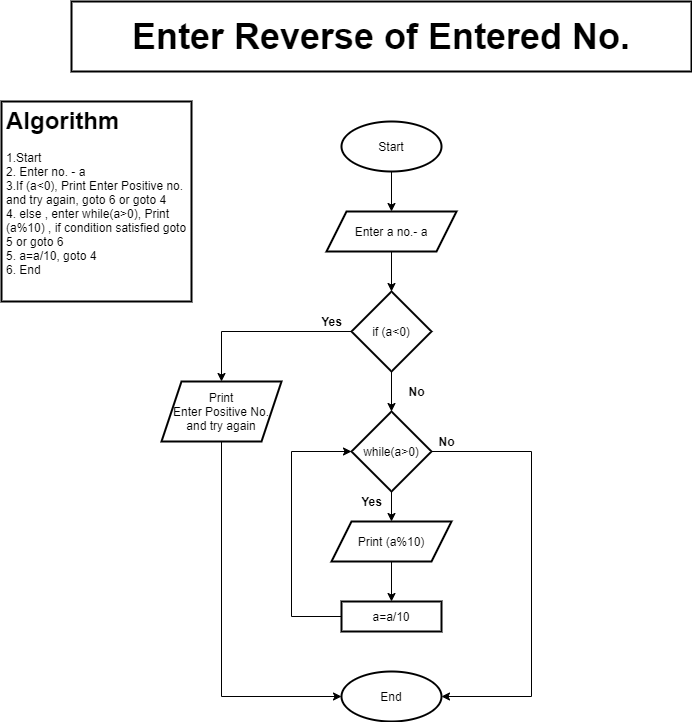 Enter Reverse of Entered No.
Algorithm
1.Start
2. Enter no. - a
3.If (a<0), Print Enter Positive no.
and try again, goto 6 or goto 4
4. else , enter while(a>0), Print
(a%10) , if condition satisfied goto
5 or goto 6
5. a=a/10, goto 4
6. End
Start
Enter a no.- a
if (a<0)
Yes
No
Print
Enter Positive No.
and try again
while(a>0)
No
Yes
Print (a%10)
a=a/10
End